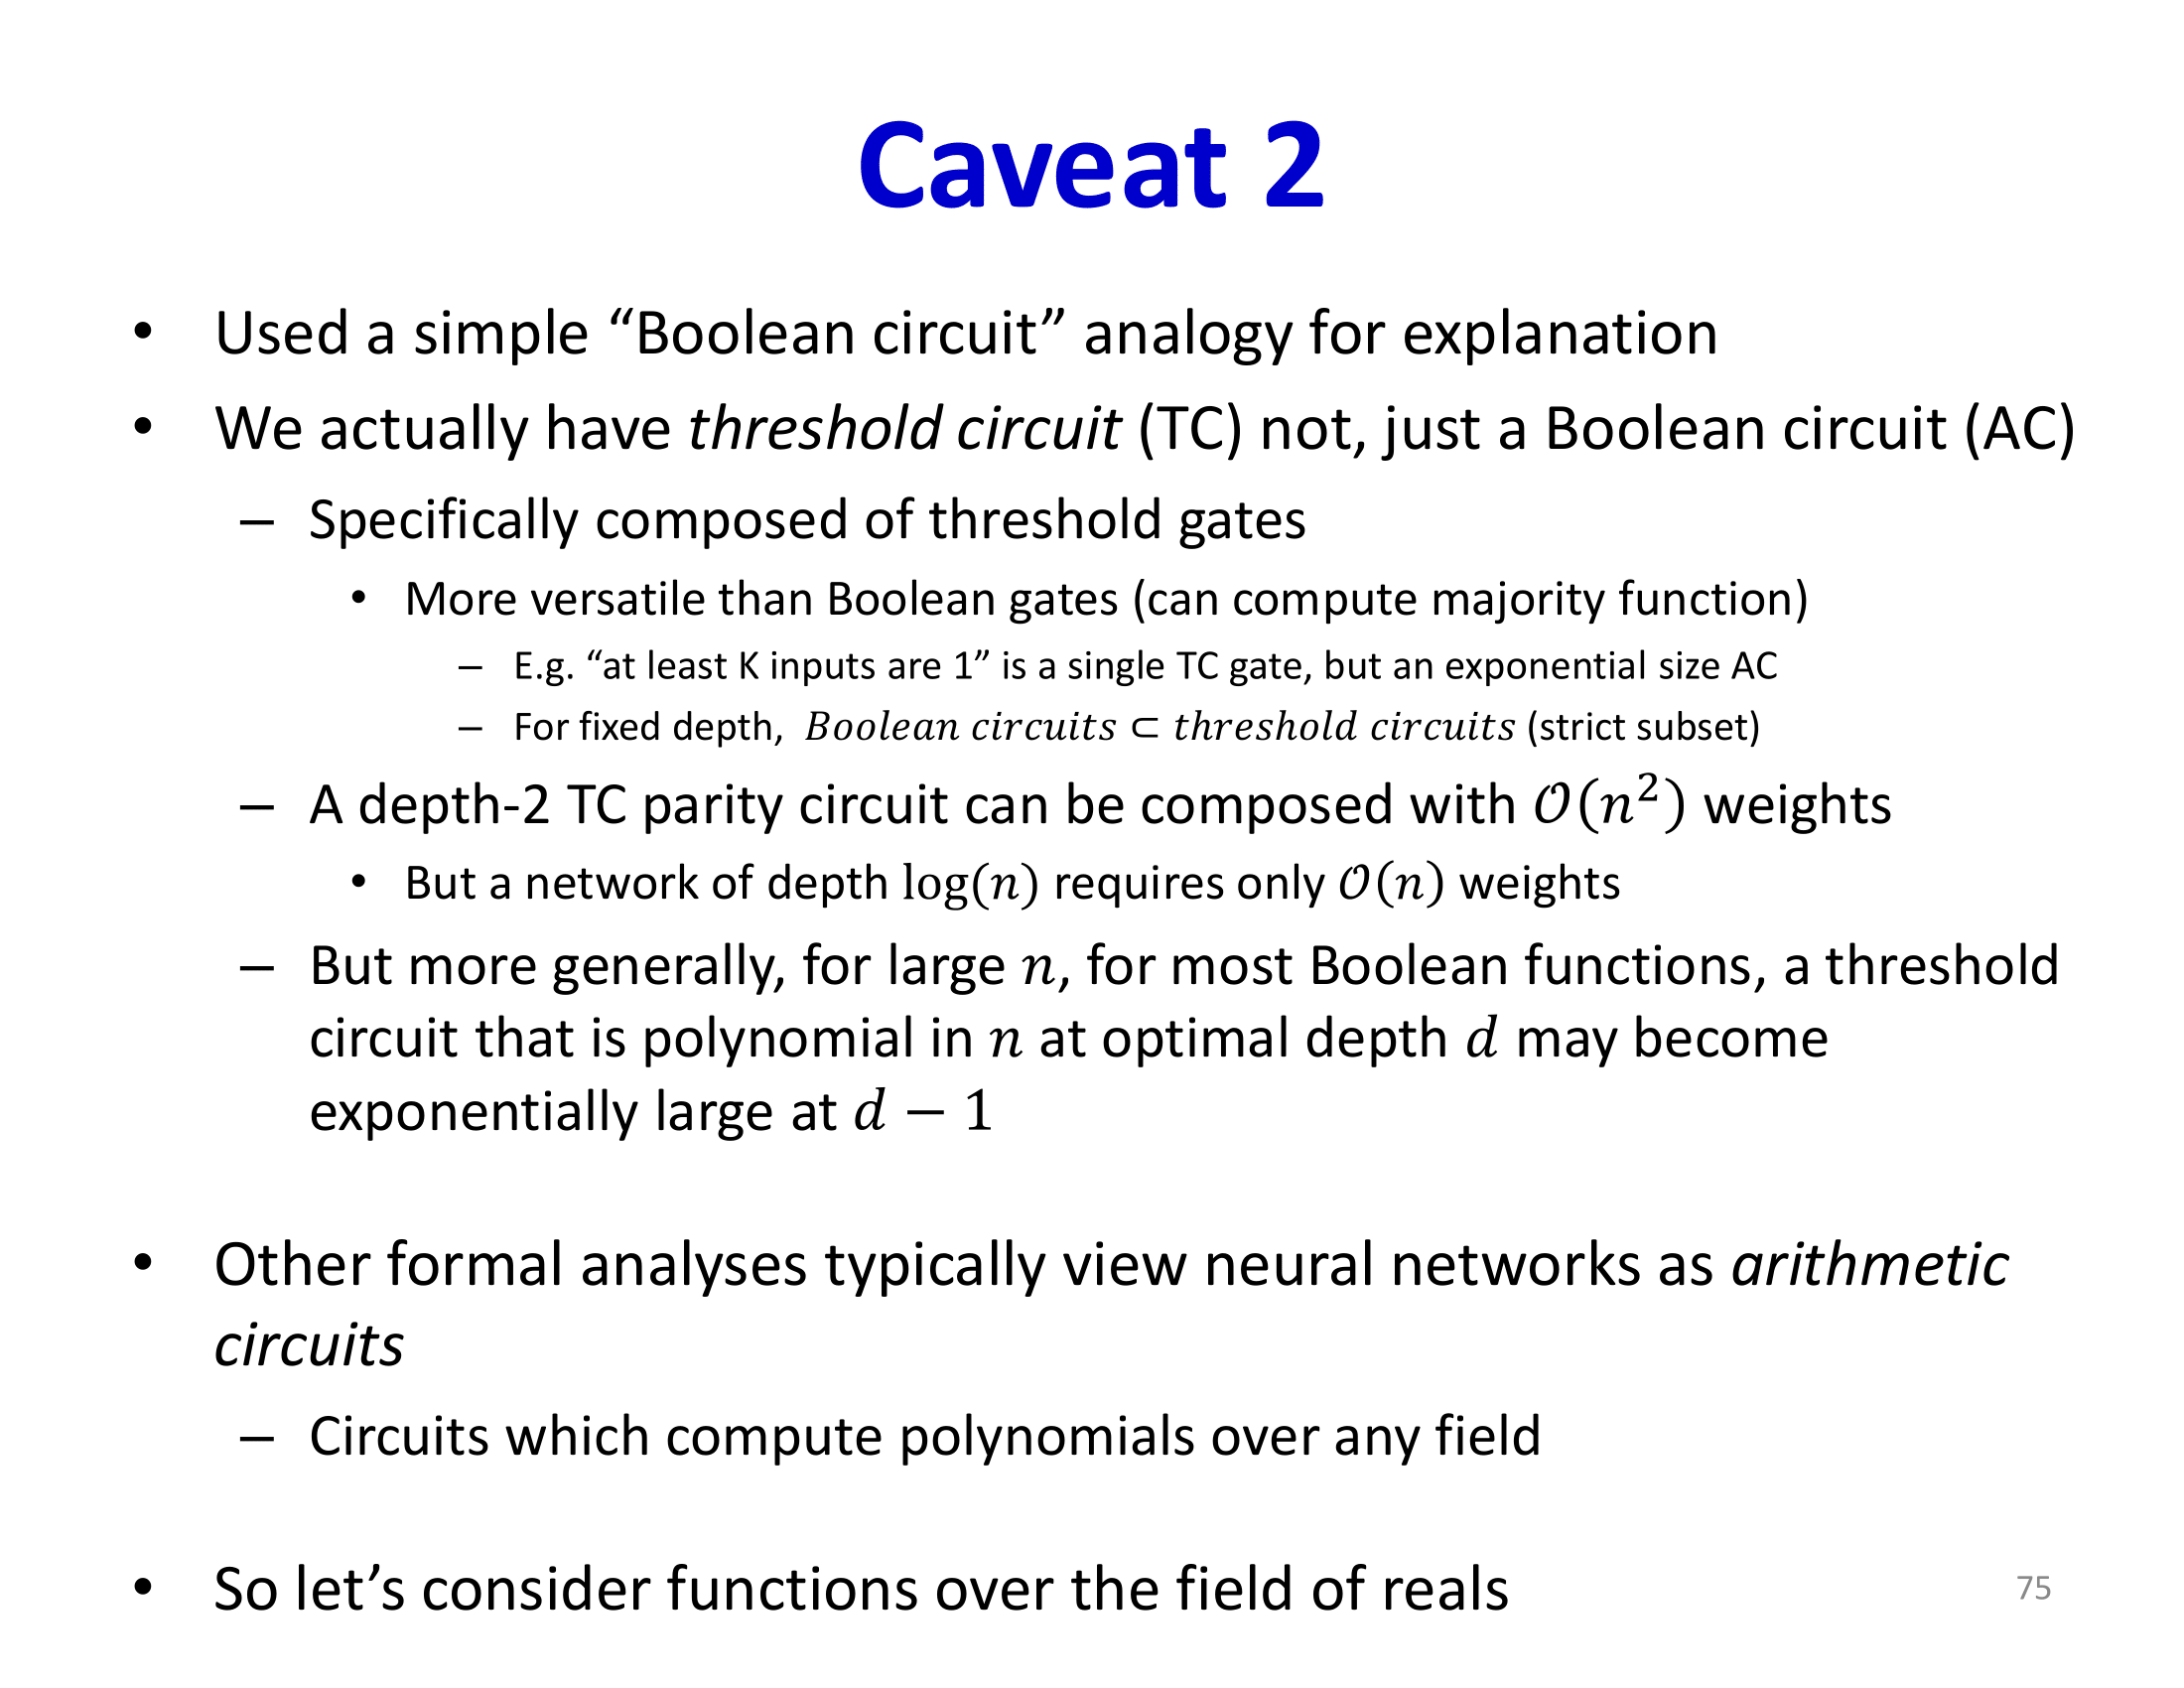 Caveat 2
• Used a simple “Boolean circuit” analogy for explanation
• We actually have threshold circuit (TC) not, just a Boolean circuit (AC)
– Specifically composed of threshold gates
• More versatile than Boolean gates (can compute majority function)
– E.g. “at least K inputs are 1” is a single TC gate, but an exponential size AC
– For fixed depth, 𝐵𝑜𝑜𝑙𝑒𝑎𝑛 𝑐𝑖𝑟𝑐𝑢𝑖𝑡𝑠 ⊂ 𝑡ℎ𝑟𝑒𝑠ℎ𝑜𝑙𝑑 𝑐𝑖𝑟𝑐𝑢𝑖𝑡𝑠 (strict subset)
– A depth-2 TC parity circuit can be composed with 𝒪(𝑛²) weights
• But a network of depth log(𝑛) requires only 𝒪(𝑛) weights
– But more generally, for large 𝑛, for most Boolean functions, a threshold
circuit that is polynomial in 𝑛 at optimal depth 𝑑 may become
exponentially large at 𝑑 − 1
• Other formal analyses typically view neural networks as arithmetic
circuits
– Circuits which compute polynomials over any field
• So let’s consider functions over the field of reals
75